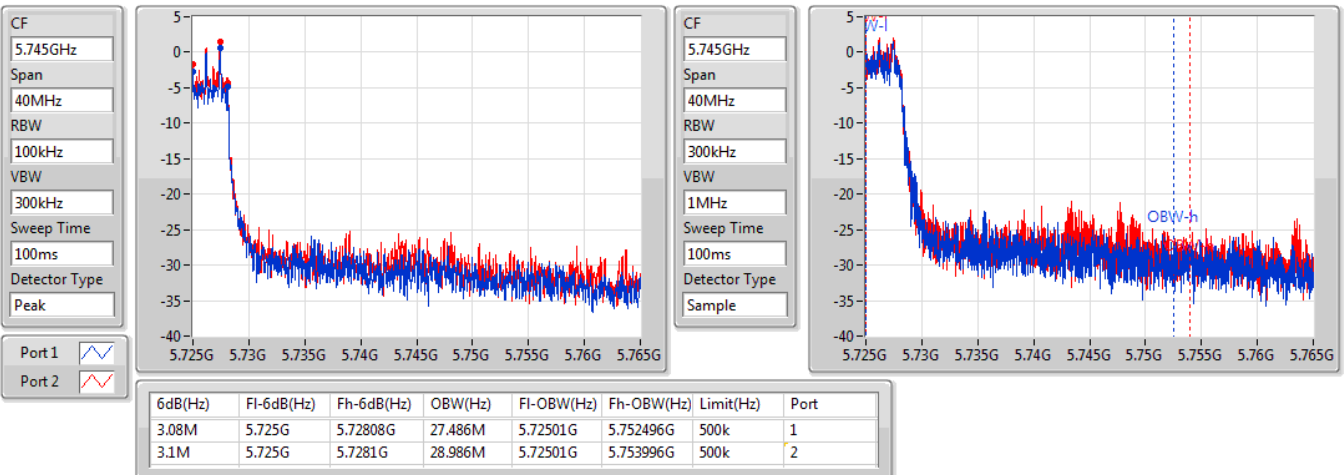 CF
5.745GHz
Span
40MHz
RBW
100kHz
VBW
300kHz
Sweep Time
100ms
Detector Type
Peak
Port 1
Port 2
5
0
-5
-10
-15
-20
-25
-30
-35
-40
5.725G 5.73G 5.735G 5.74G 5.745G 5.75G 5.755G 5.76G 5.765G
CF
5.745GHz
Span
40MHz
RBW
300kHz
VBW
1MHz
Sweep Time
100ms
Detector Type
Sample
5
0
-5
-10
-15
-20
-25
-30
-35
-40
W-l
OBW-h
5.725G 5.73G 5.735G 5.74G 5.745G 5.75G 5.755G 5.76G 5.765G
6dB(Hz) Fl-6dB(Hz) Fh-6dB(Hz) OBW(Hz) Fl-OBW(Hz) Fh-OBW(Hz) Limit(Hz) Port
3.08M 5.725G 5.72808G 27.486M 5.72501G 5.752496G 500k 1
3.1M 5.725G 5.7281G 28.986M 5.72501G 5.753996G 500k 2